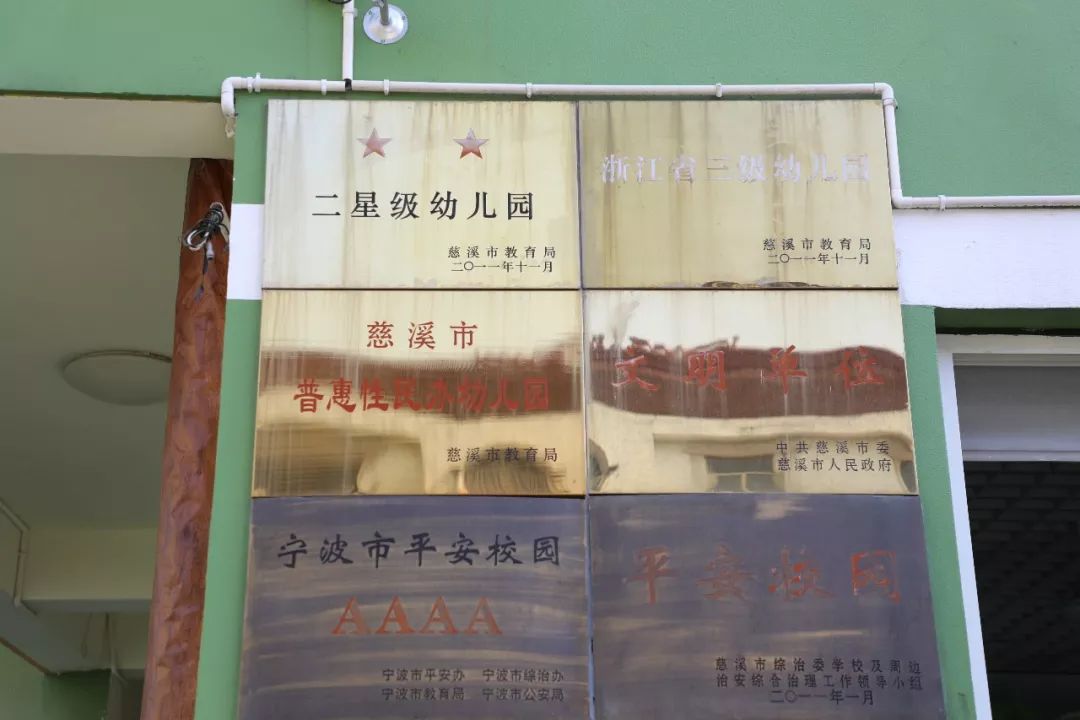 二星级幼儿园
慈溪市教育局
二〇一一年十一月
浙江省三级幼儿园
慈溪市教育局
二〇一一年十一月
慈溪市
普惠性民办幼儿园
慈溪市教育局
文明单位
中共慈溪市委
慈溪市人民政府
宁波市平安校园
AAAA
宁波市平安办 宁波市综治办
宁波市教育局 宁波市公安局
平安校园
慈溪市综治委学校及周边
治安综合治理工作领导小组
二〇一一年一月